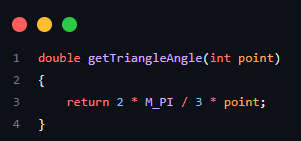 1 double getTriangleAngle(int point)
2 {
3     return 2 * M_PI / 3 * point;
4 }